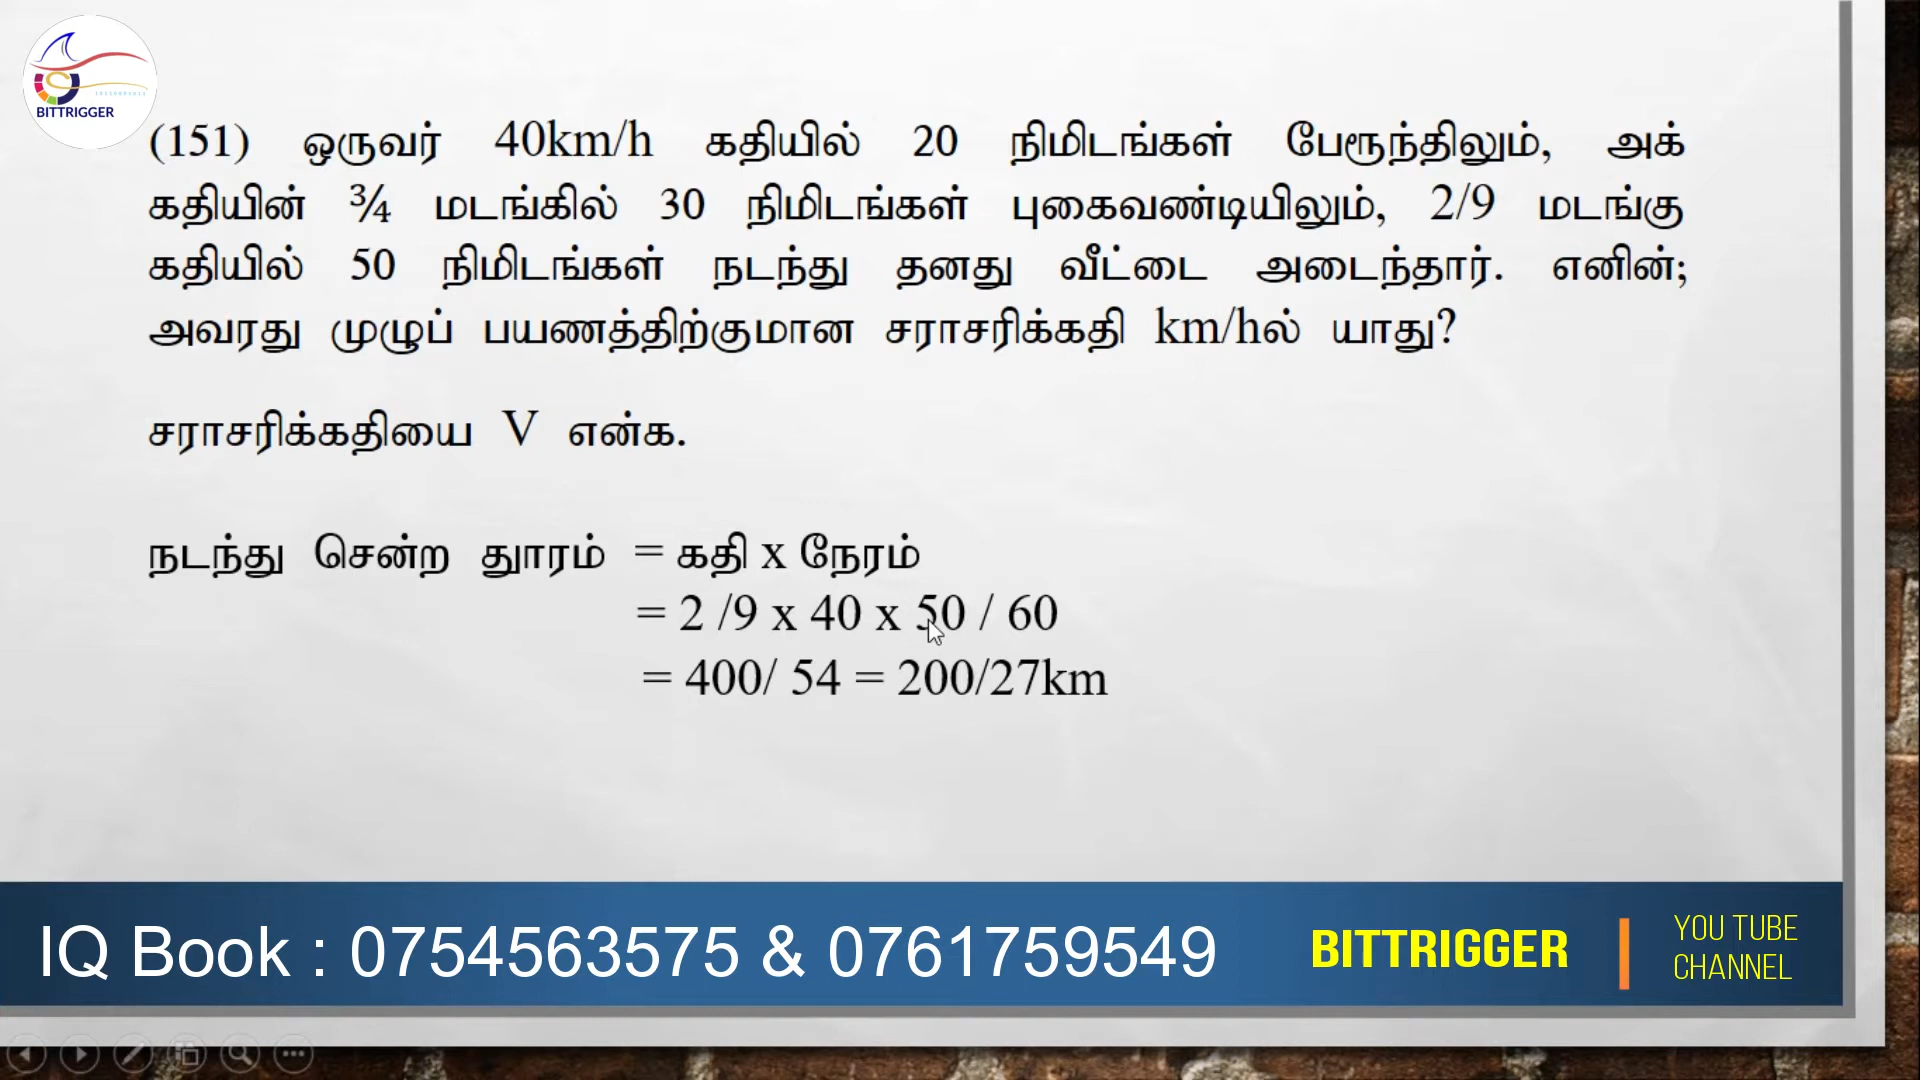 BITTRIGGER
(151) ஒருவர் 40km/h கதியில் 20 நிமிடங்கள் பேரூந்திலும், அக்
கதியின் ¾ மடங்கில் 30 நிமிடங்கள் புகைவண்டியிலும், 2/9 மடங்கு
கதியில் 50 நிமிடங்கள் நடந்து தனது வீட்டை அடைந்தார். எனின்;
அவரது முழுப் பயணத்திற்குமான சராசரிக்கதி km/hல் யாது?
சராசரிக்கதியை V என்க.
நடந்து சென்ற தூரம் = கதி x நேரம்
= 2 /9 x 40 x 50 / 60
= 400/ 54 = 200/27km
IQ Book : 0754563575 & 0761759549
BITTRIGGER
YOU TUBE
CHANNEL